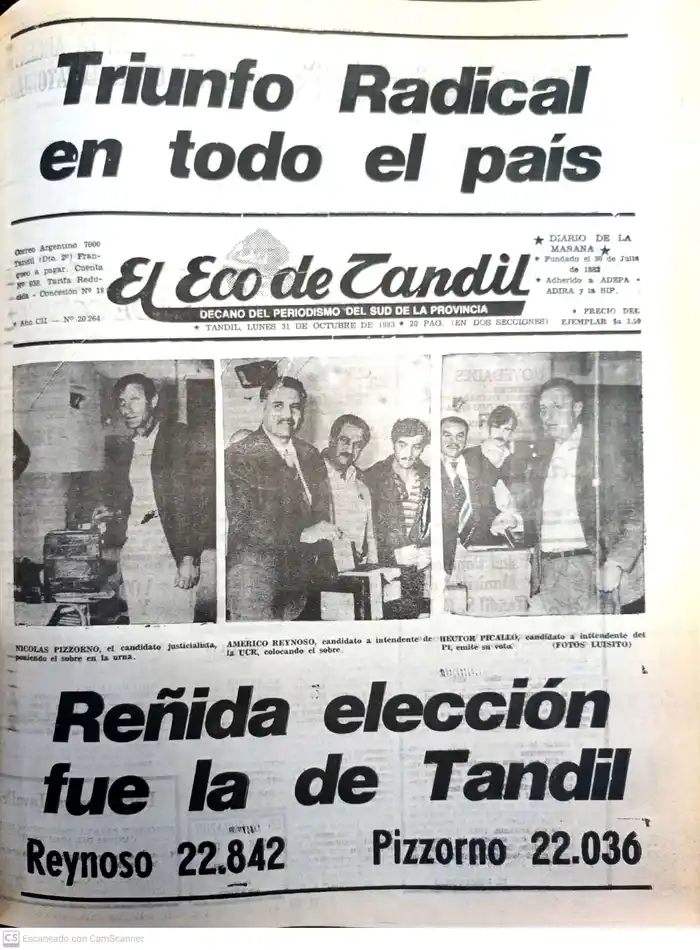 Triunfo Radical
en todo el país
Correo Argentino 7000
Tandil (Dto. 2º) Fran-
queo a pagar. Cuenta
Nº 938. Tarifa Redu-
cida - Concesión Nº 18
* Año CII — Nº 20.264
El Eco de Tandil
DECANO DEL PERIODISMO DEL SUD DE LA PROVINCIA
* TANDIL, LUNES 31 DE OCTUBRE DE 1983 * 20 PAG. (EN DOS SECCIONES)
★ DIARIO DE LA
MAÑANA ★
* Fundado el 30 de Julio
de 1882
* Adherido a ADEPA -
ADIRA y la SIP.
* PRECIO DEL
EJEMPLAR $a 1,50
NICOLAS PIZZORNO, el candidato justicialista,
poniendo el sobre en la urna.
AMERICO REYNOSO, candidato a intendente de
la UCR, colocando el sobre.
HECTOR PICALLO, candidato a intendente del
PI, emite su voto. (FOTOS LUISITO)
Reñida elección
fue la de Tandil
Reynoso 22.842 Pizzorno 22.036
CS Escaneado con CamScanner